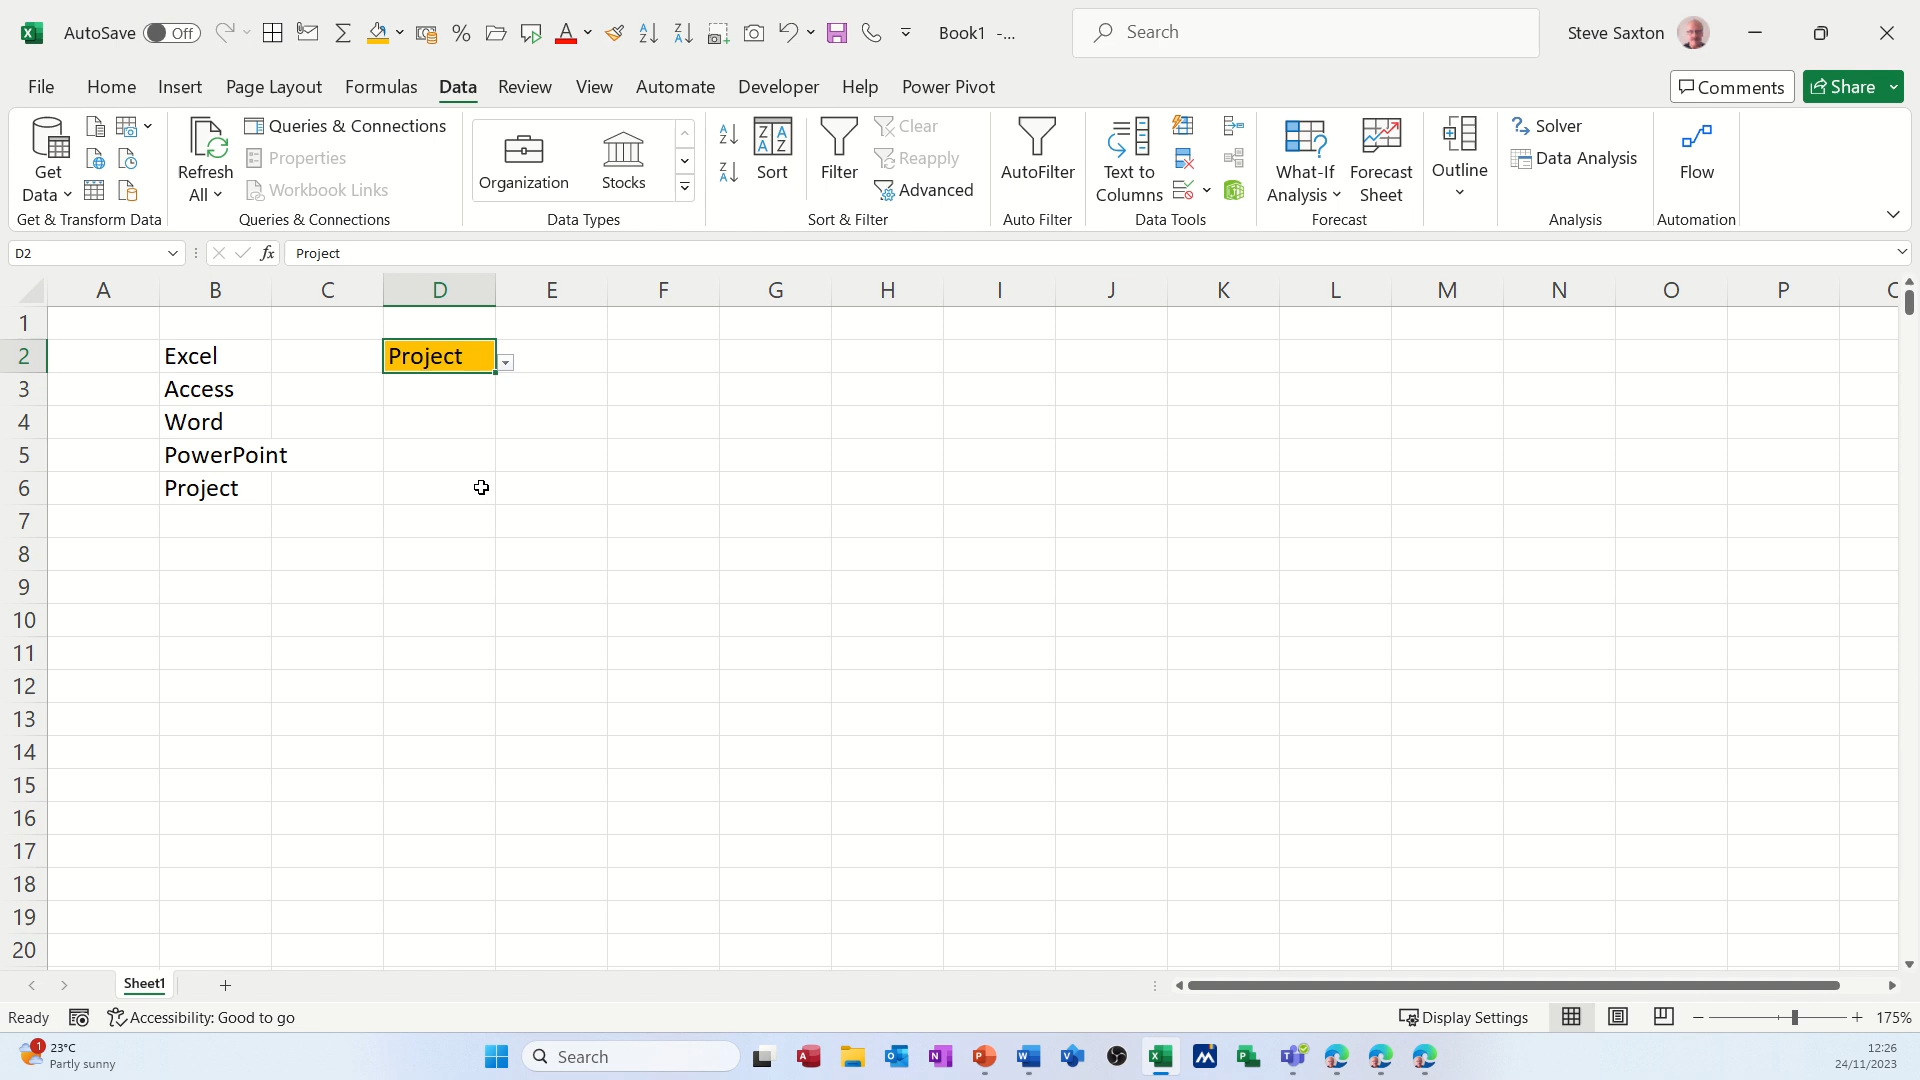 AutoSave Off Book1 -... Search Steve Saxton
File Home Insert Page Layout Formulas Data Review View Automate Developer Help Power Pivot Comments Share
Get Data
Get & Transform Data
Refresh All
Queries & Connections
Properties
Workbook Links
Queries & Connections
Organization Stocks
Data Types
Sort
Filter
Clear
Reapply
Advanced
Sort & Filter
AutoFilter
Auto Filter
Text to Columns
Data Tools
What-If Analysis
Forecast Sheet
Forecast
Outline
Solver
Data Analysis
Analysis
Flow
Automation
D2 fx Project
A B C D E F G H I J K L M N O P
1
2 Excel Project
3 Access
4 Word
5 PowerPoint
6 Project
7
8
9
10
11
12
13
14
15
16
17
18
19
20
Sheet1
Ready Accessibility: Good to go Display Settings 175%
1 23°C
Partly sunny
Search
12:26
24/11/2023